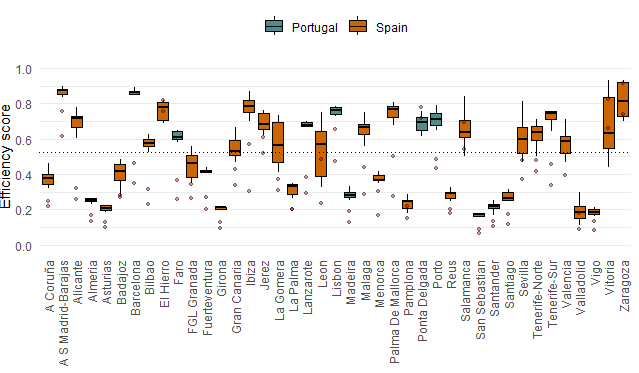 Portugal Spain
Efficiency score
1.0
0.8
0.6
0.4
0.2
0.0
A Coruña
A S Madrid-Barajas
Alicante
Almeria
Asturias
Badajoz
Barcelona
Bilbao
El Hierro
Faro
FGL Granada
Fuerteventura
Girona
Gran Canaria
Ibiza
Jerez
La Gomera
La Palma
Lanzarote
Leon
Lisbon
Madeira
Malaga
Menorca
Palma De Mallorca
Pamplona
Ponta Delgada
Porto
Reus
Salamanca
San Sebastian
Santander
Santiago
Sevilla
Tenerife-Norte
Tenerife-Sur
Valencia
Valladolid
Vigo
Vitoria
Zaragoza